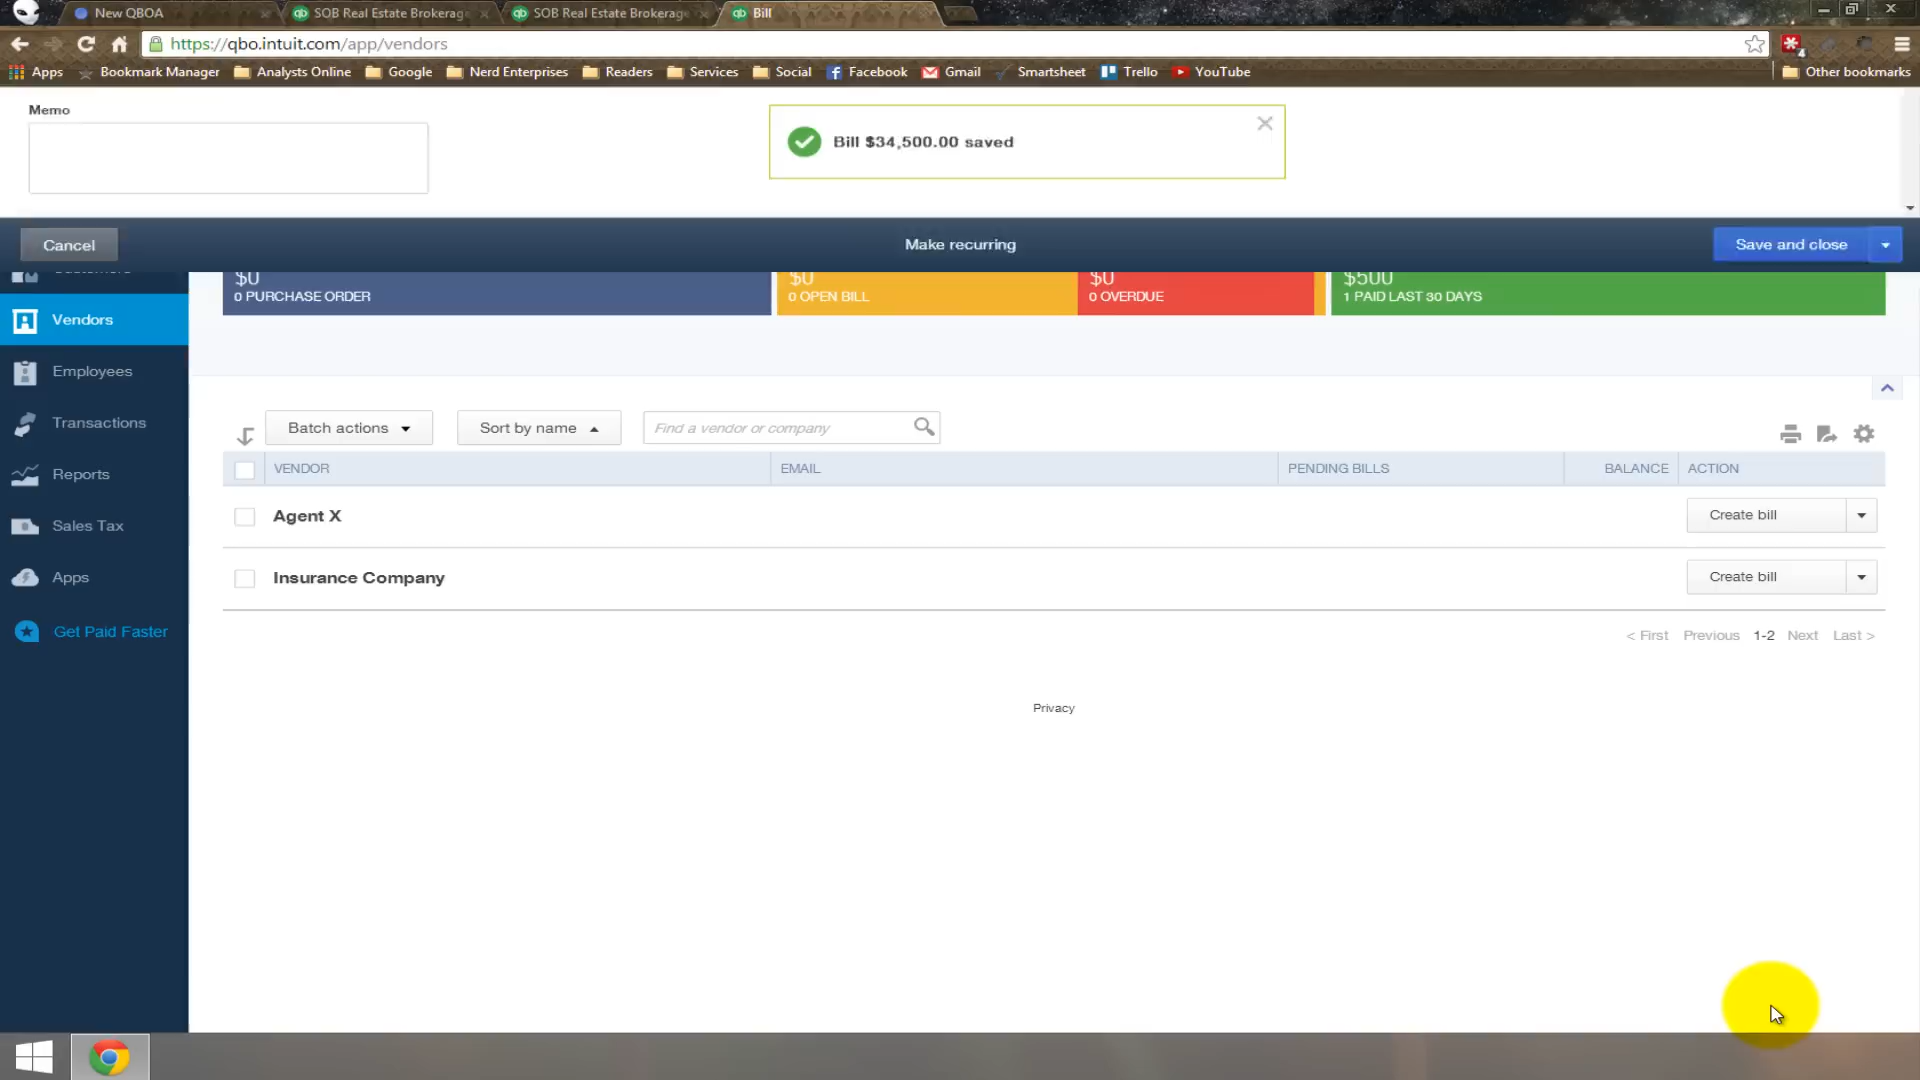 New QBOA
SOB Real Estate Brokerag
SOB Real Estate Brokerag
Bill
https://qbo.intuit.com/app/vendors
Apps
Bookmark Manager
Analysts Online
Google
Nerd Enterprises
Readers
Services
Social
Facebook
Gmail
Smartsheet
Trello
YouTube
Other bookmarks
Memo
Bill $34,500.00 saved
Cancel
Make recurring
Save and close
Customers
Vendors
Employees
Transactions
Reports
Sales Tax
Apps
Get Paid Faster
$0
0 PURCHASE ORDER
$0
0 OPEN BILL
$0
0 OVERDUE
$500
1 PAID LAST 30 DAYS
Batch actions
Sort by name
Find a vendor or company
VENDOR
EMAIL
PENDING BILLS
BALANCE
ACTION
Agent X
Create bill
Insurance Company
Create bill
< First
Previous
1-2
Next
Last >
Privacy